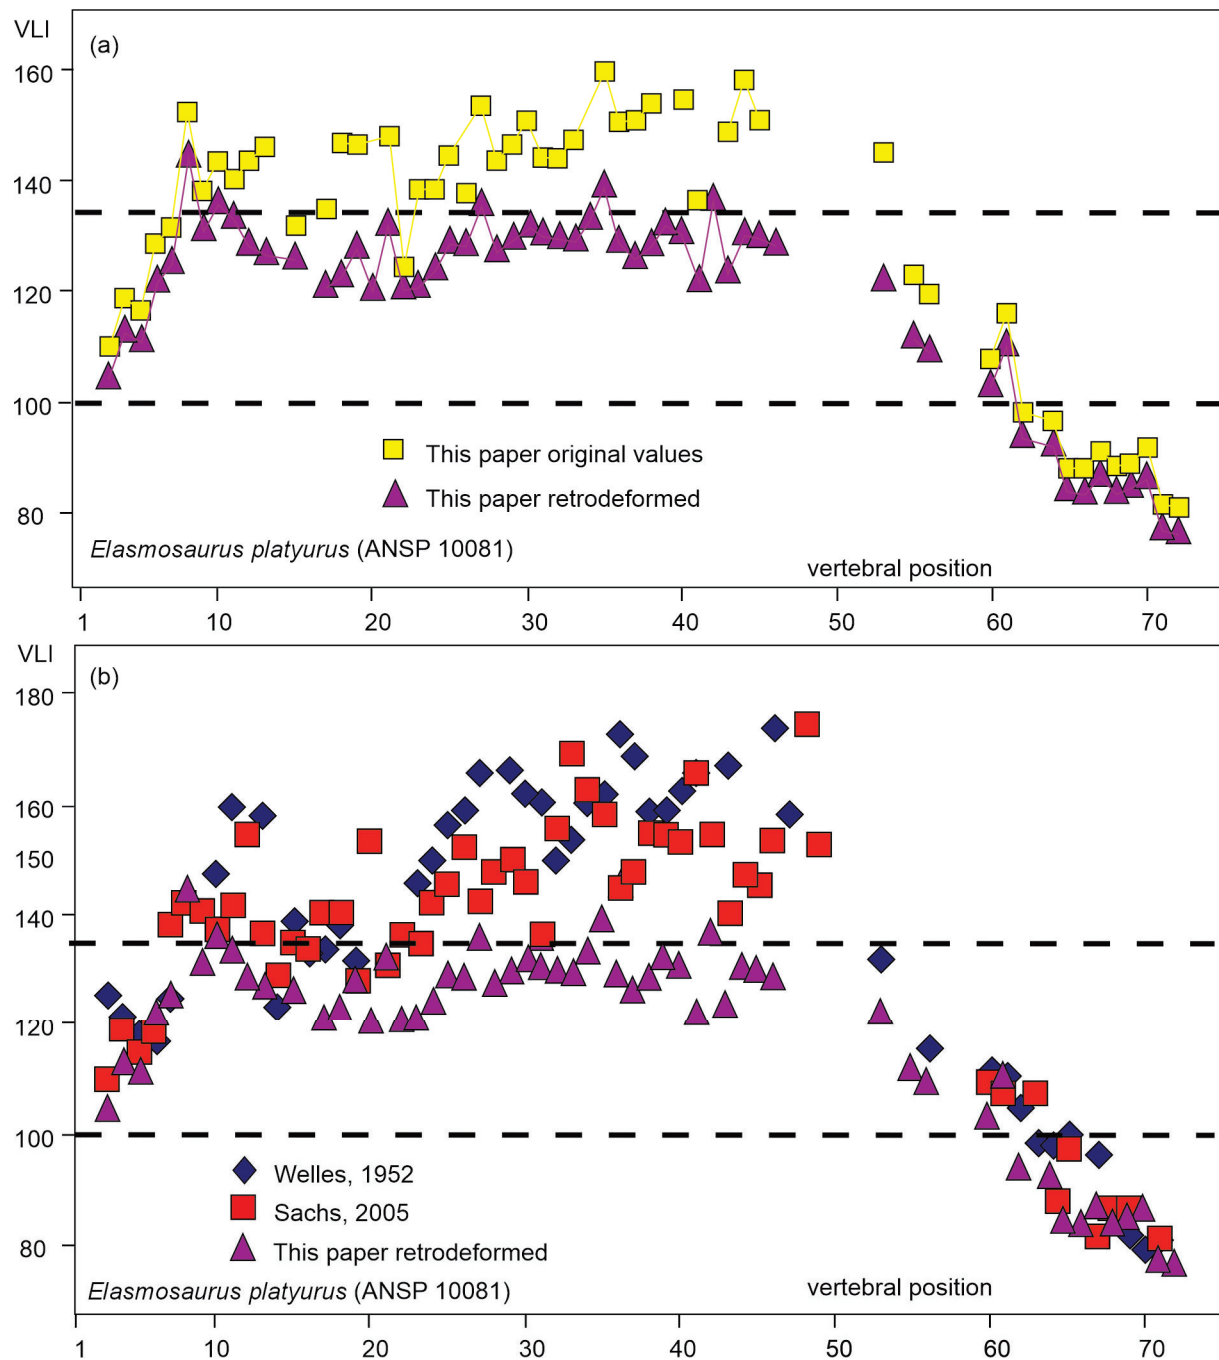 VLI
(a)
160
140
120
100
80
This paper original values
This paper retrodeformed
Elasmosaurus platyurus (ANSP 10081)
vertebral position
1 10 20 30 40 50 60 70
VLI
(b)
180
160
150
140
120
100
80
Welles, 1952
Sachs, 2005
This paper retrodeformed
Elasmosaurus platyurus (ANSP 10081)
vertebral position
1 10 20 30 40 50 60 70